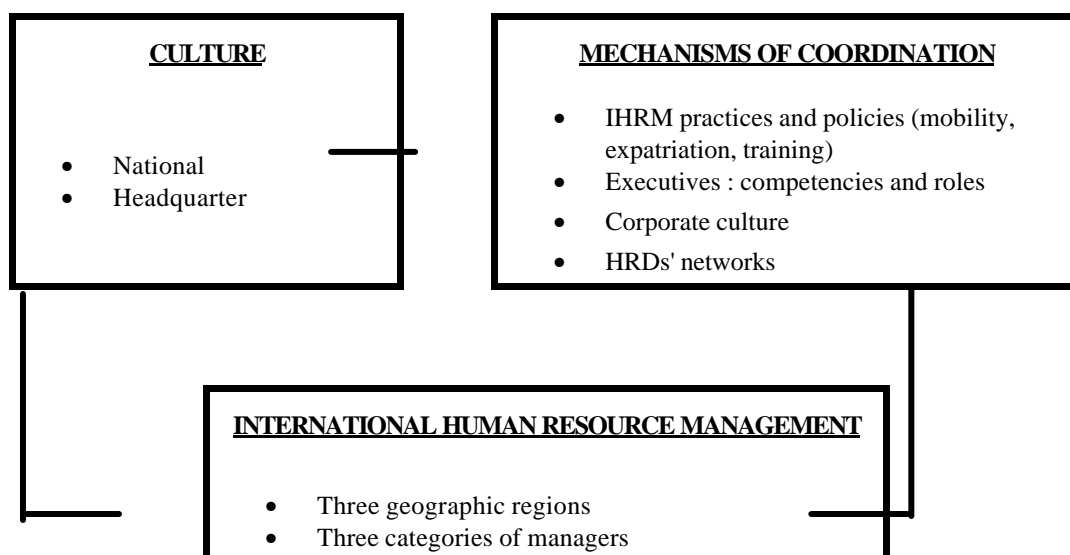 CULTURE
• National
• Headquarter
MECHANISMS OF COORDINATION
• IHRM practices and policies (mobility,
expatriation, training)
• Executives : competencies and roles
• Corporate culture
• HRDs' networks
INTERNATIONAL HUMAN RESOURCE MANAGEMENT
• Three geographic regions
• Three categories of managers